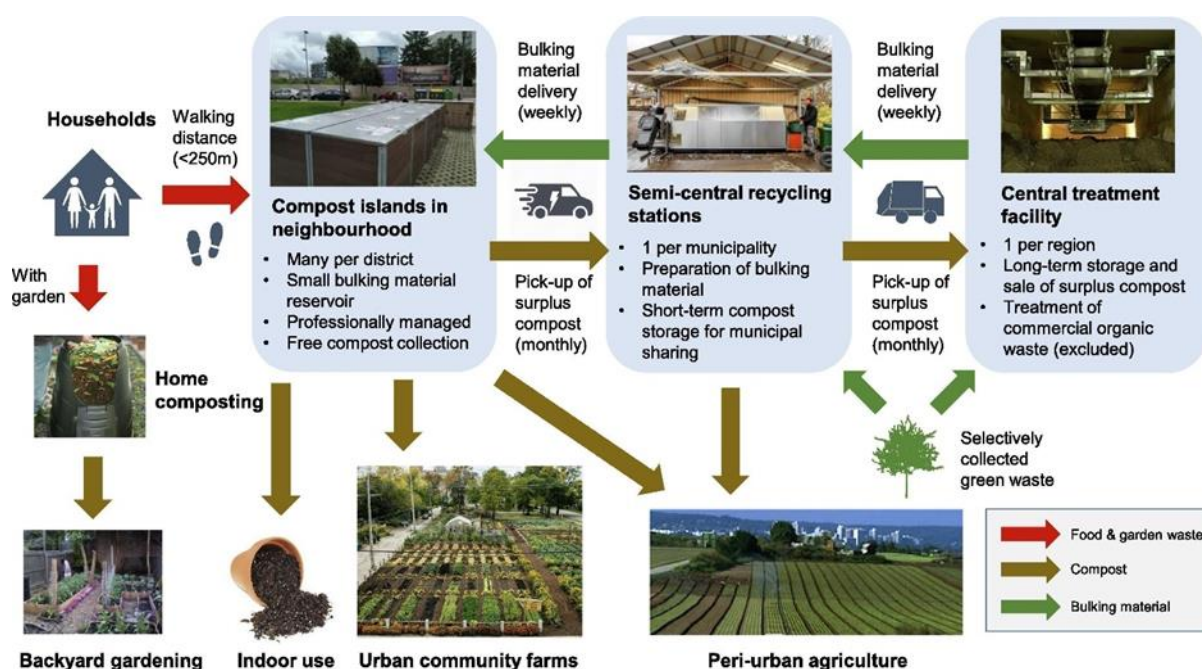 Households
Walking
distance
(<250m)
With
garden
Home
composting
Backyard gardening
Compost islands in
neighbourhood
• Many per district
• Small bulking material
reservoir
• Professionally managed
• Free compost collection
Bulking
material
delivery
(weekly)
Pick-up of
surplus
compost
(monthly)
Semi-central recycling
stations
• 1 per municipality
• Preparation of bulking
material
• Short-term compost
storage for municipal
sharing
Bulking
material
delivery
(weekly)
Pick-up of
surplus
compost
(monthly)
Central treatment
facility
• 1 per region
• Long-term storage and
sale of surplus compost
• Treatment of
commercial organic
waste (excluded)
Selectively
collected
green waste
Indoor use
Urban community farms
Peri-urban agriculture
Food & garden waste
Compost
Bulking material